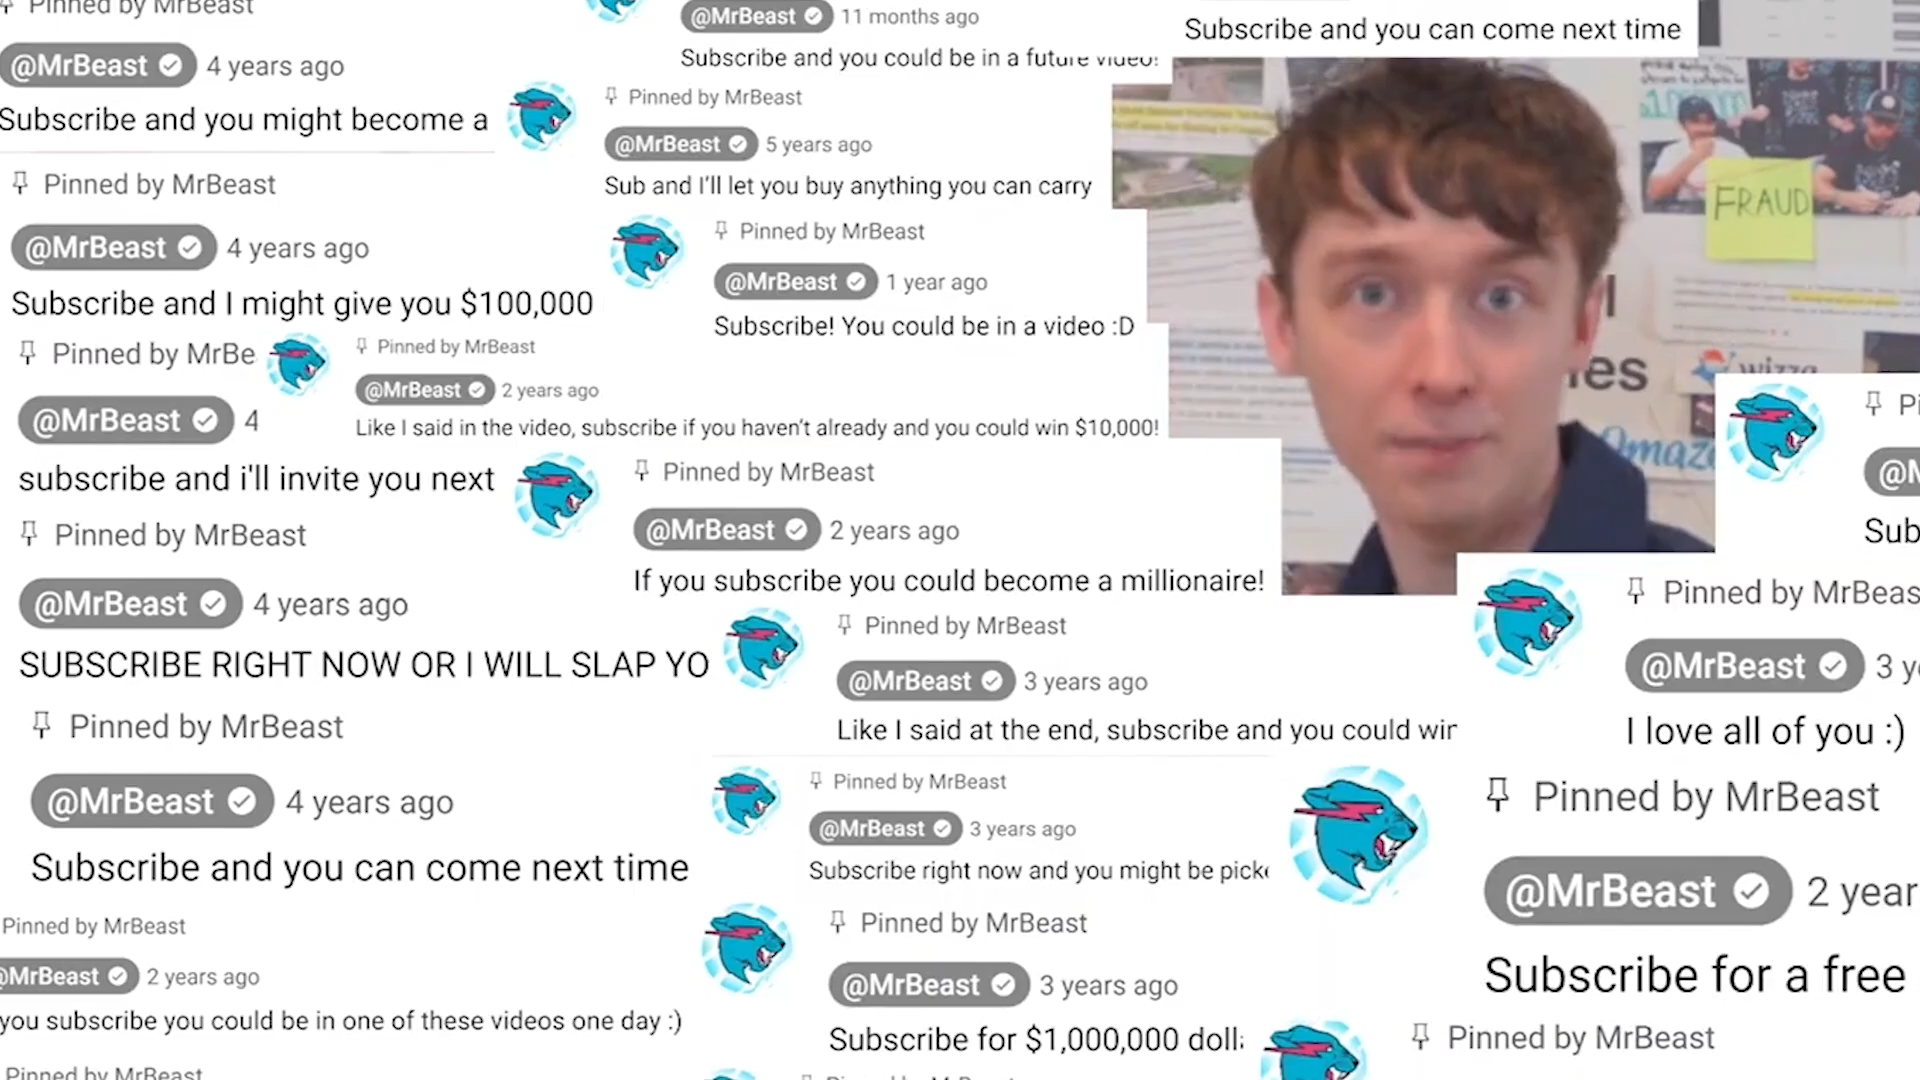 Pinned by MrBeast
@MrBeast 4 years ago
Subscribe and you might become a
Pinned by MrBeast
@MrBeast 4 years ago
Subscribe and I might give you $100,000
Pinned by MrBe
@MrBeast 4
subscribe and i'll invite you next
Pinned by MrBeast
@MrBeast 4 years ago
SUBSCRIBE RIGHT NOW OR I WILL SLAP YO
Pinned by MrBeast
@MrBeast 4 years ago
Subscribe and you can come next time
Pinned by MrBeast
@MrBeast 2 years ago
you subscribe you could be in one of these videos one day :)
Pinned by MrBeast
@MrBeast 11 months ago
Subscribe and you could be in a future video!
Pinned by MrBeast
@MrBeast 5 years ago
Sub and I'll let you buy anything you can carry
Pinned by MrBeast
@MrBeast 1 year ago
Subscribe! You could be in a video :D
Pinned by MrBeast
@MrBeast 2 years ago
Like I said in the video, subscribe if you haven't already and you could win $10,000!
Pinned by MrBeast
@MrBeast 2 years ago
If you subscribe you could become a millionaire!
Pinned by MrBeast
@MrBeast 3 years ago
Like I said at the end, subscribe and you could win
Pinned by MrBeast
@MrBeast 3 years ago
Subscribe right now and you might be picke
Pinned by MrBeast
@MrBeast 3 years ago
Subscribe for $1,000,000 doll
Subscribe and you can come next time
FRAUD
wizza
Pi
@M
Sub
Pinned by MrBeas
@MrBeast 3 y
I love all of you :)
Pinned by MrBeast
@MrBeast 2 year
Subscribe for a free
Pinned by MrBeast